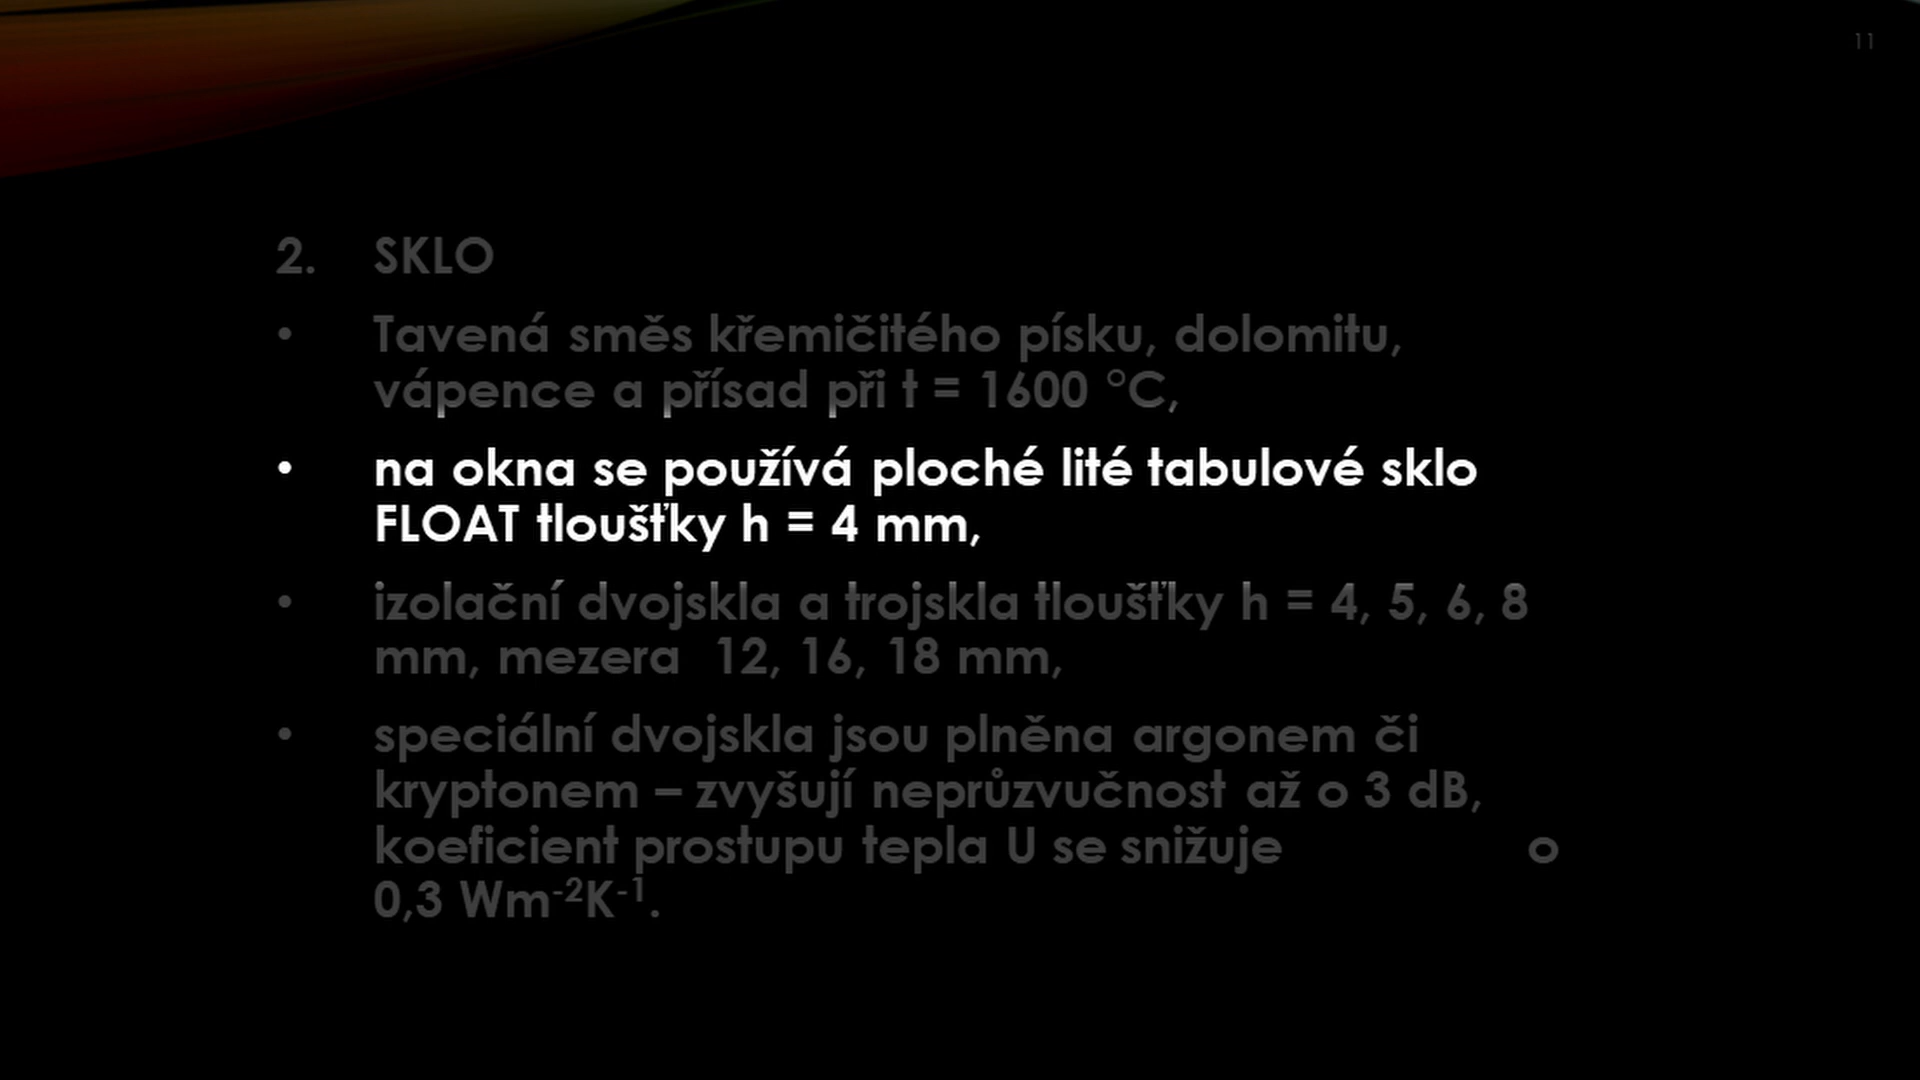 11
2. SKLO
• Tavená směs křemičitého písku, dolomitu,
vápence a přísad při t = 1600 °C,
• na okna se používá ploché lité tabulové sklo
FLOAT tloušťky h = 4 mm,
• izolační dvojskla a trojskla tloušťky h = 4, 5, 6, 8
mm, mezera 12, 16, 18 mm,
• speciální dvojskla jsou plněna argonem či
kryptonem – zvyšují neprůzvučnost až o 3 dB,
koeficient prostupu tepla U se snižuje o
0,3 Wm⁻²K⁻¹.